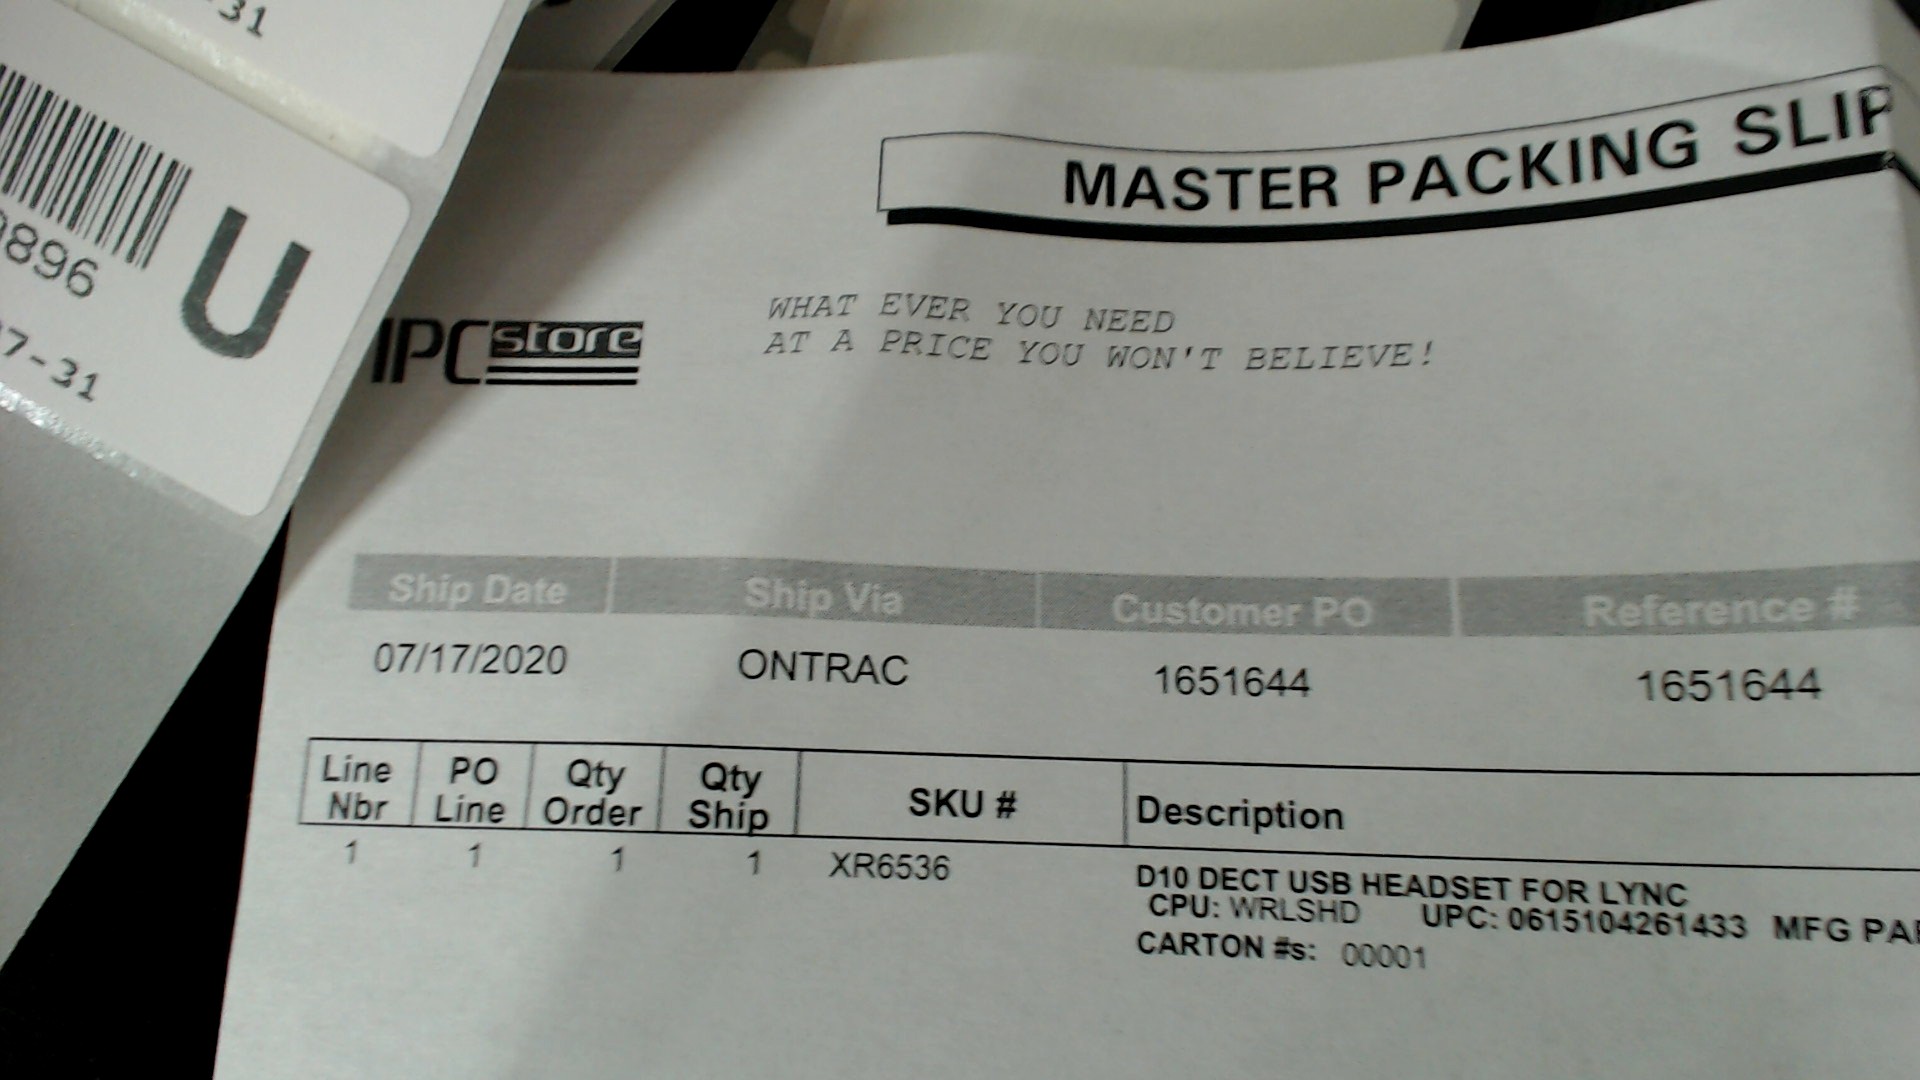 31
9896
U
7-31
MASTER PACKING SLIP
IPC store
WHAT EVER YOU NEED
AT A PRICE YOU WON'T BELIEVE!
Ship Date Ship Via Customer PO Reference #
07/17/2020 ONTRAC 1651644 1651644
Line Nbr PO Line Qty Order Qty Ship SKU # Description
1 1 1 1 XR6536 D10 DECT USB HEADSET FOR LYNC
CPU: WRLSHD UPC: 0615104261433 MFG
CARTON #s: 00001